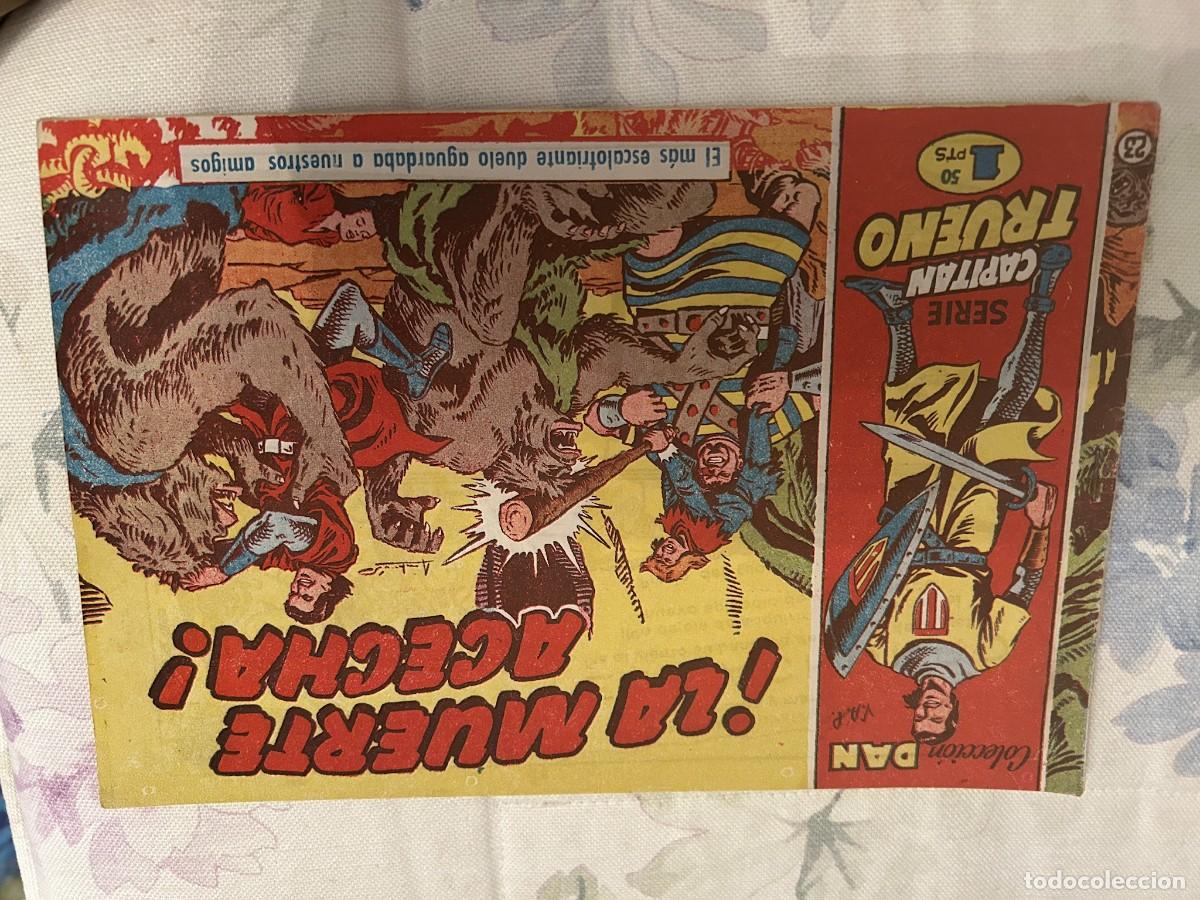 Colección
DAN
V.A.P.
SERIE
CAPITAN
TRUENO
1 50
PTS
23
¡LA MUERTE
ACECHA!
El más escalofriante duelo aguardaba a nuestros amigos
todocoleccion